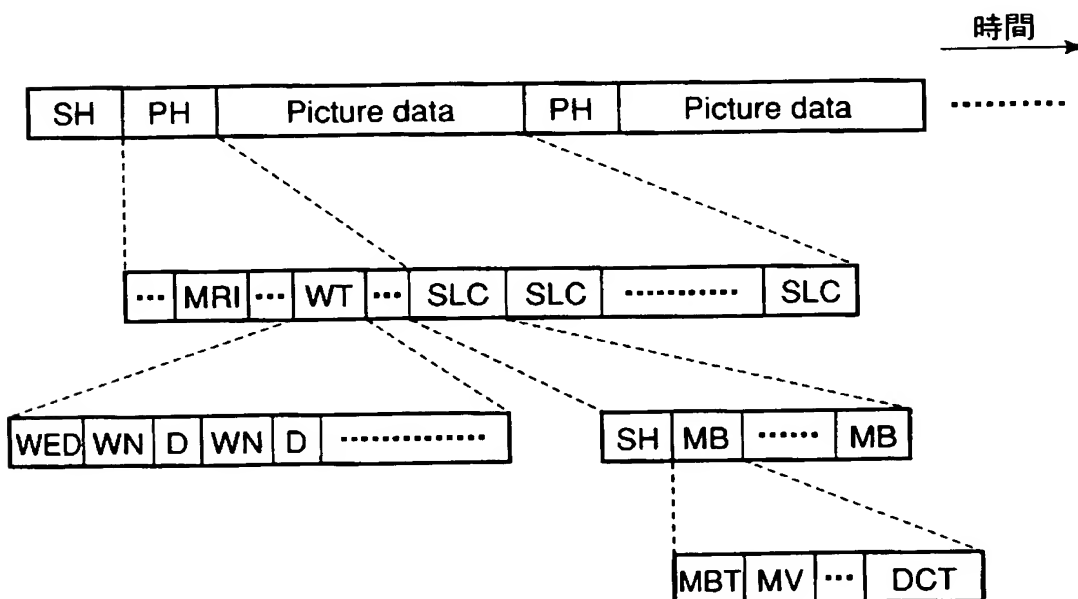 時間
SH PH Picture data PH Picture data ………
… MRI … WT … SLC SLC ………… SLC
WED WN D WN D ……………
SH MB …… MB
MBT MV … DCT